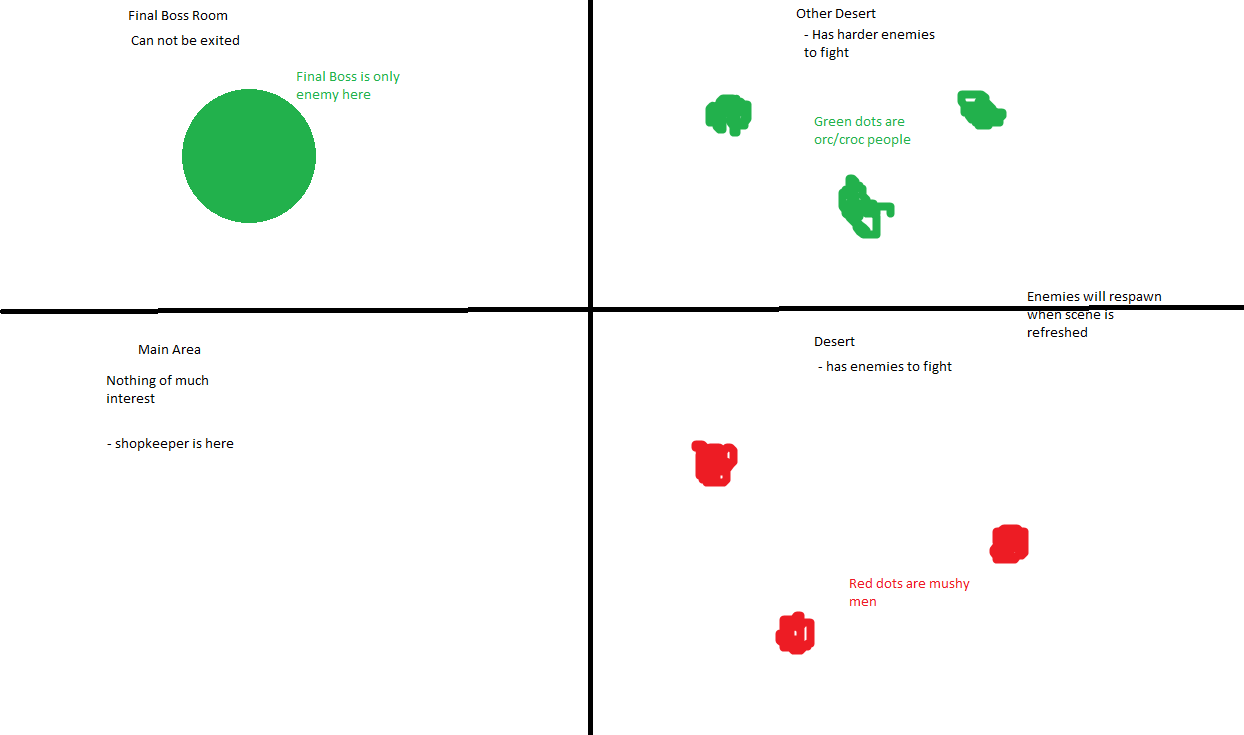 Final Boss Room
Can not be exited
Final Boss is only
enemy here
Other Desert
- Has harder enemies
to fight
Green dots are
orc/croc people
Enemies will respawn
when scene is
refreshed
Main Area
Nothing of much
interest
- shopkeeper is here
Desert
- has enemies to fight
Red dots are mushy
men